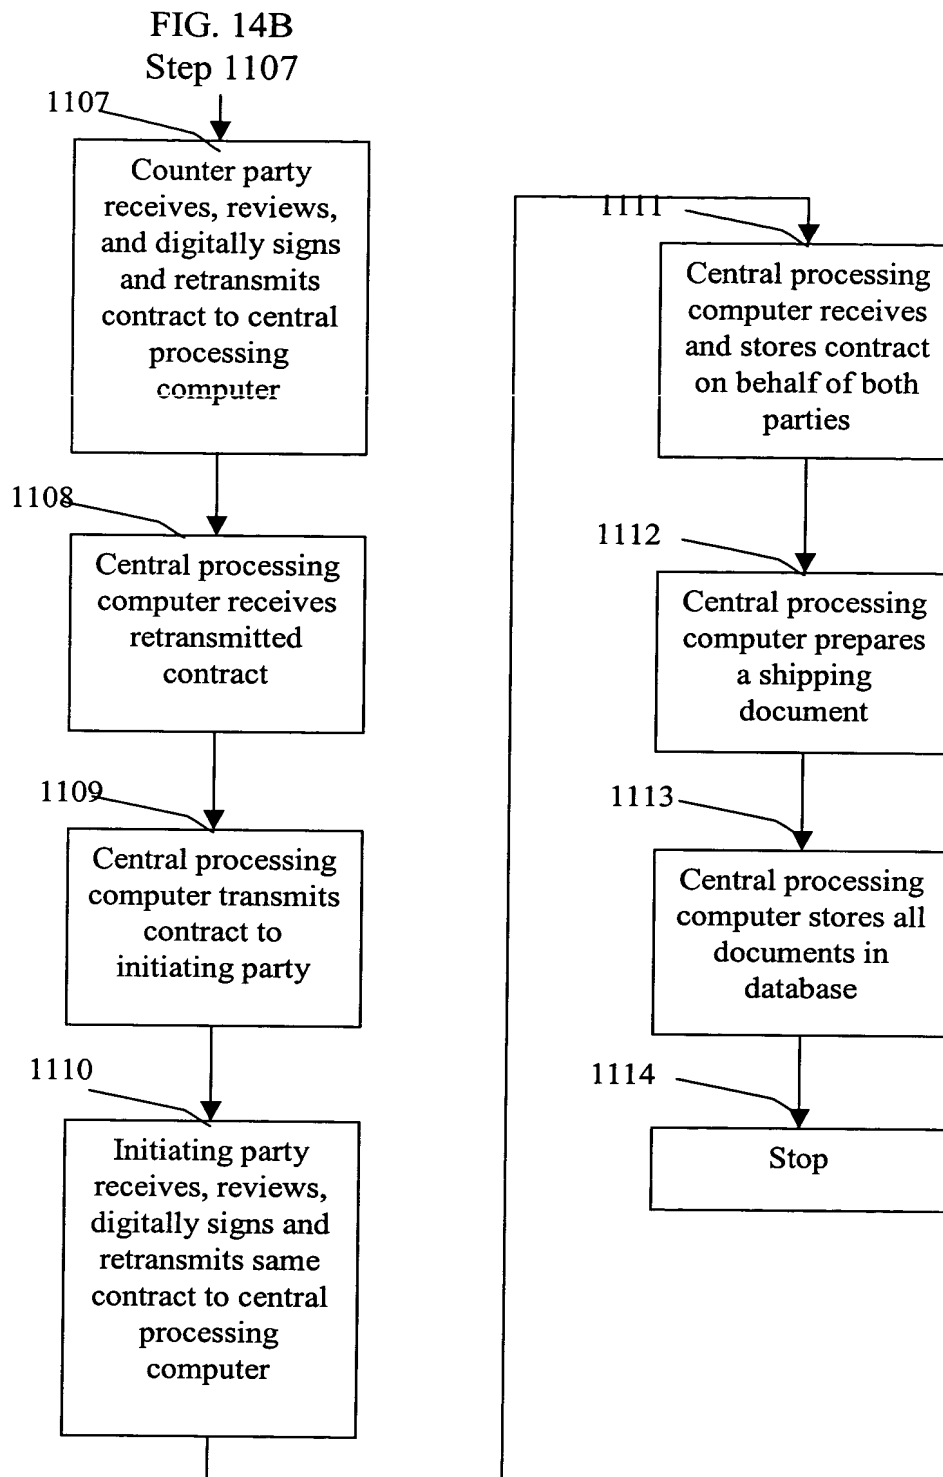 FIG. 14B
Step 1107
1107
Counter party
receives, reviews,
and digitally signs
and retransmits
contract to central
processing
computer
1108
Central processing
computer receives
retransmitted
contract
1109
Central processing
computer transmits
contract to
initiating party
1110
Initiating party
receives, reviews,
digitally signs and
retransmits same
contract to central
processing
computer
1111
Central processing
computer receives
and stores contract
on behalf of both
parties
1112
Central processing
computer prepares
a shipping
document
1113
Central processing
computer stores all
documents in
database
1114
Stop